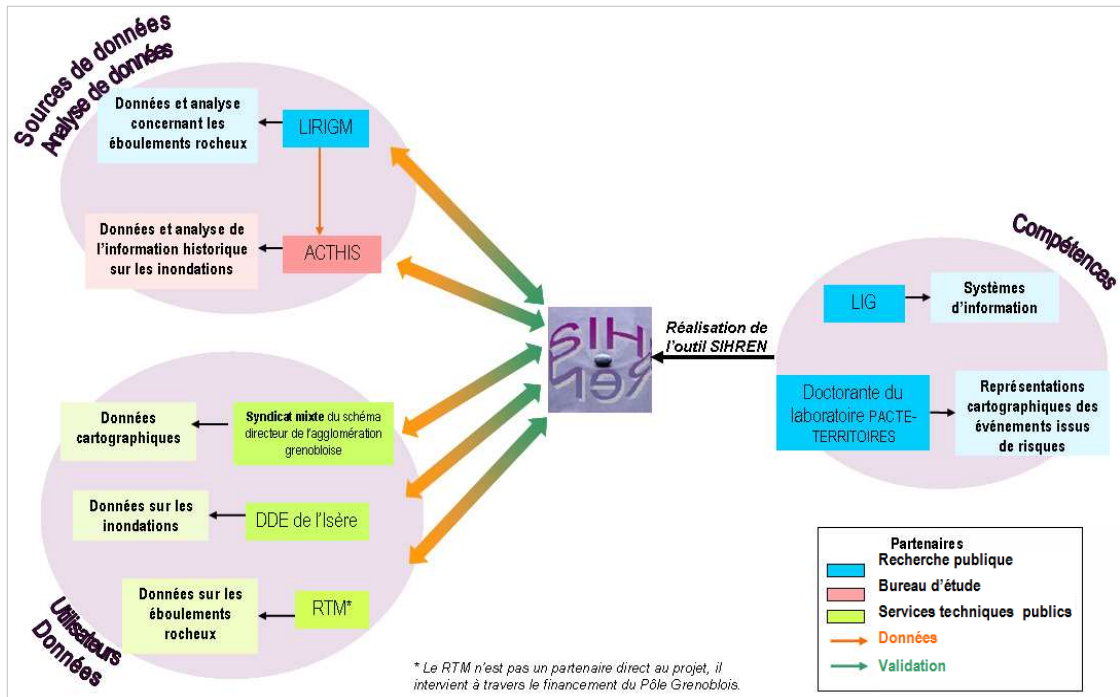 Sources de données
Analyse de données
Données et analyse
concernant les
éboulements rocheux
LIRIGM
Données et analyse de
l'information historique
sur les inondations
ACTHIS
Données
cartographiques
Syndicat mixte du schéma
directeur de l'agglomération
grenobloise
Données sur les
inondations
DDE de l'Isère
Données sur les
éboulements
rocheux
RTM*
Utilisateurs
Données
SIH
REN
Réalisation de
l'outil SIHREN
Compétences
LIG
Systèmes
d'information
Doctorante du
laboratoire PACTE-
TERRITOIRES
Représentations
cartographiques des
événements issus
de risques
Partenaires
Recherche publique
Bureau d'étude
Services techniques publics
Données
Validation
* Le RTM n'est pas un partenaire direct au projet, il
intervient à travers le financement du Pôle Grenoblois.